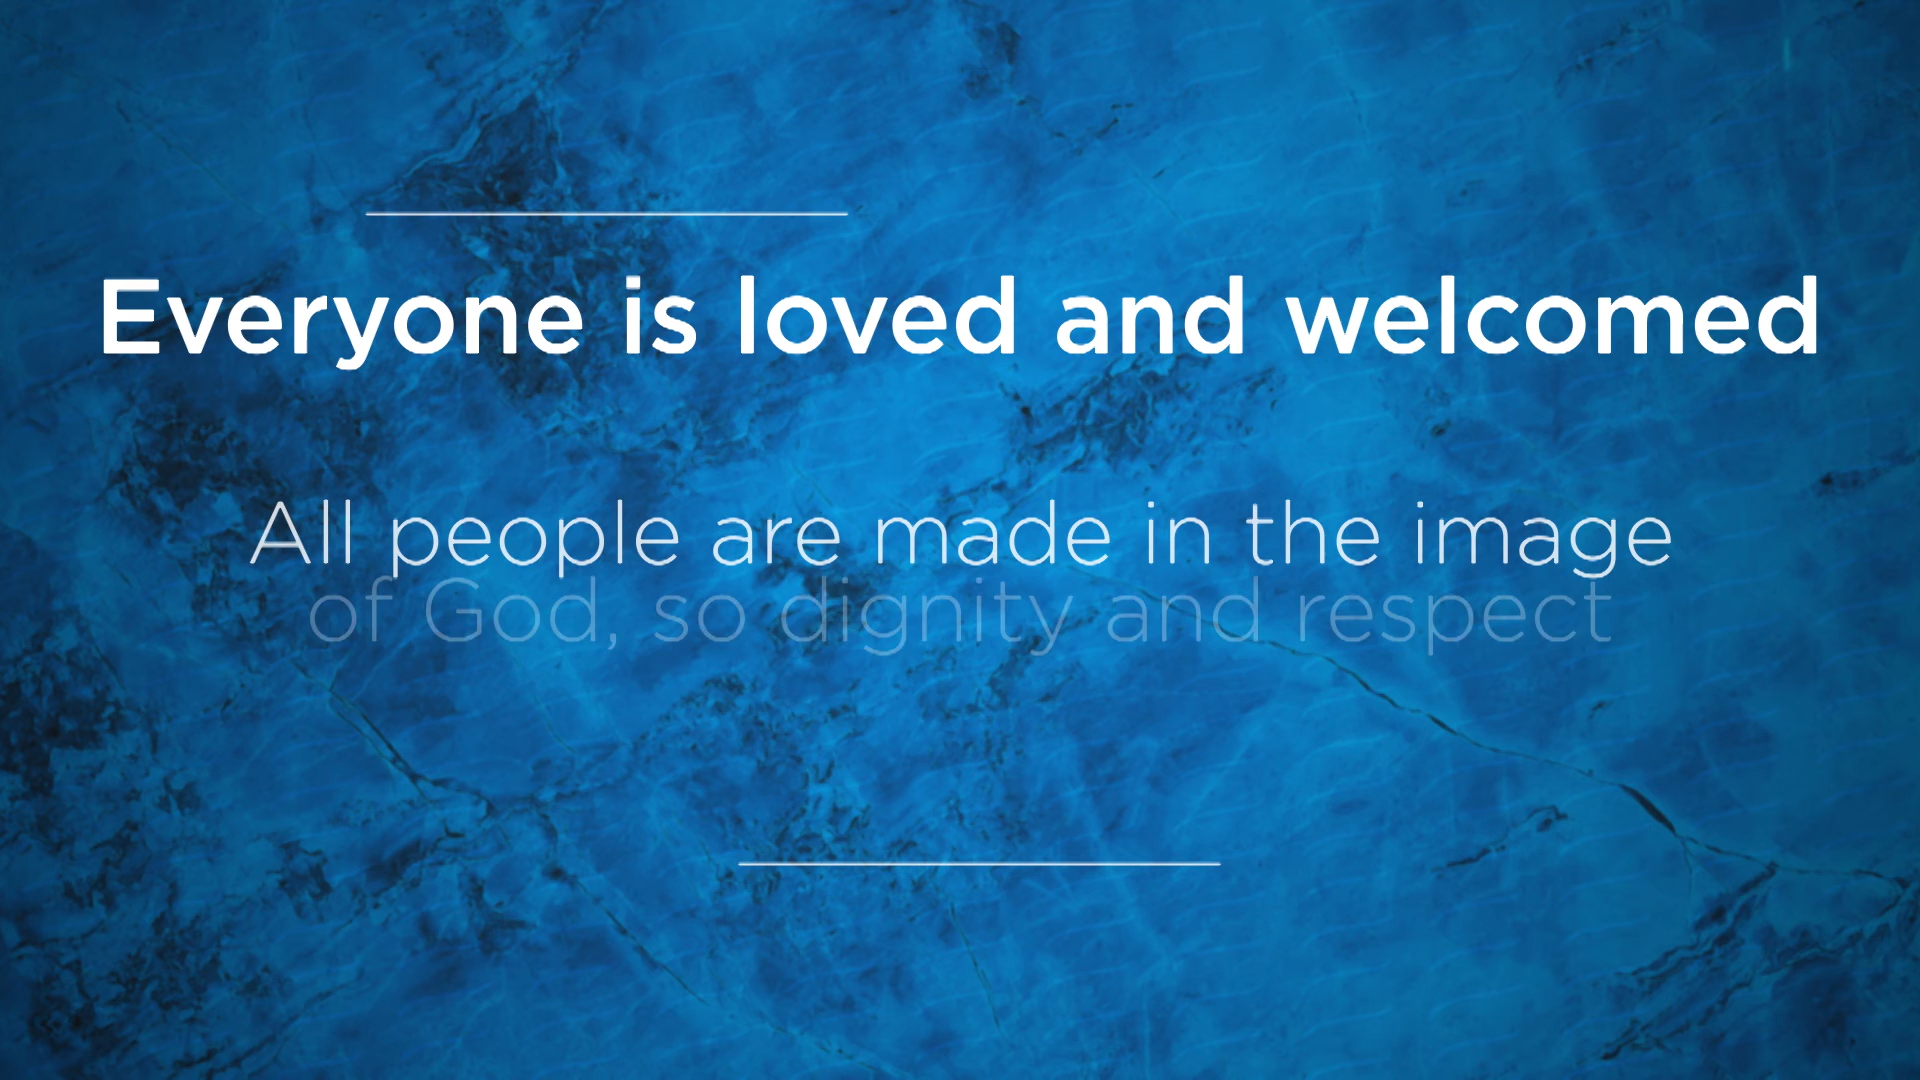 Everyone is loved and welcomed
All people are made in the image
of God, so dignity and respect